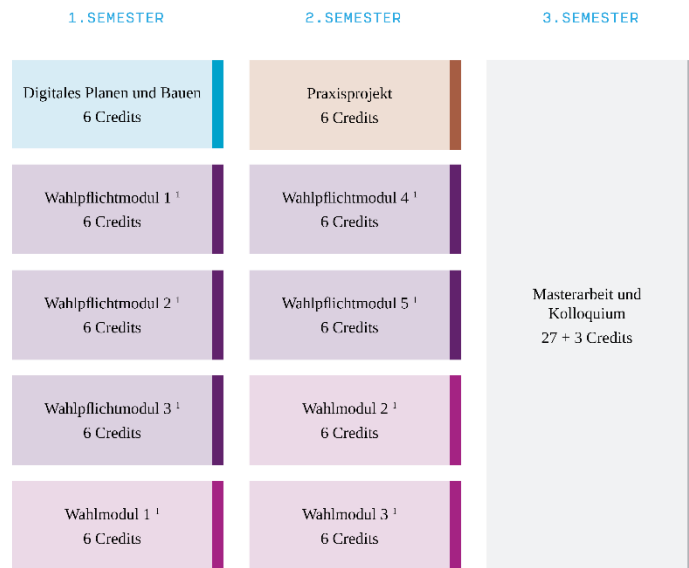 1.SEMESTER
2.SEMESTER
3.SEMESTER
Digitales Planen und Bauen
6 Credits
Praxisprojekt
6 Credits
Wahlpflichtmodul 1 ¹
6 Credits
Wahlpflichtmodul 4 ¹
6 Credits
Wahlpflichtmodul 2 ¹
6 Credits
Wahlpflichtmodul 5 ¹
6 Credits
Masterarbeit und
Kolloquium
27 + 3 Credits
Wahlpflichtmodul 3 ¹
6 Credits
Wahlmodul 2 ¹
6 Credits
Wahlmodul 1 ¹
6 Credits
Wahlmodul 3 ¹
6 Credits